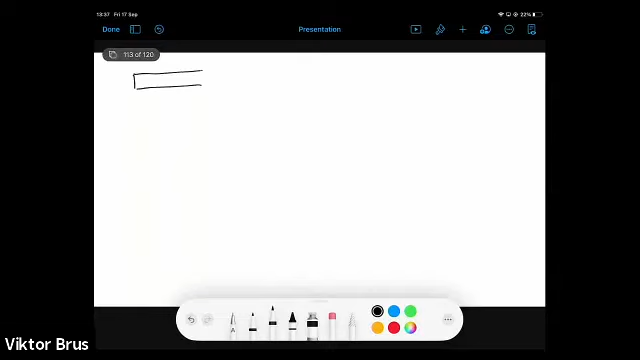 13:37 Fri 17 Sep
22%
Done
Presentation
113 of 120
A
Viktor Brus